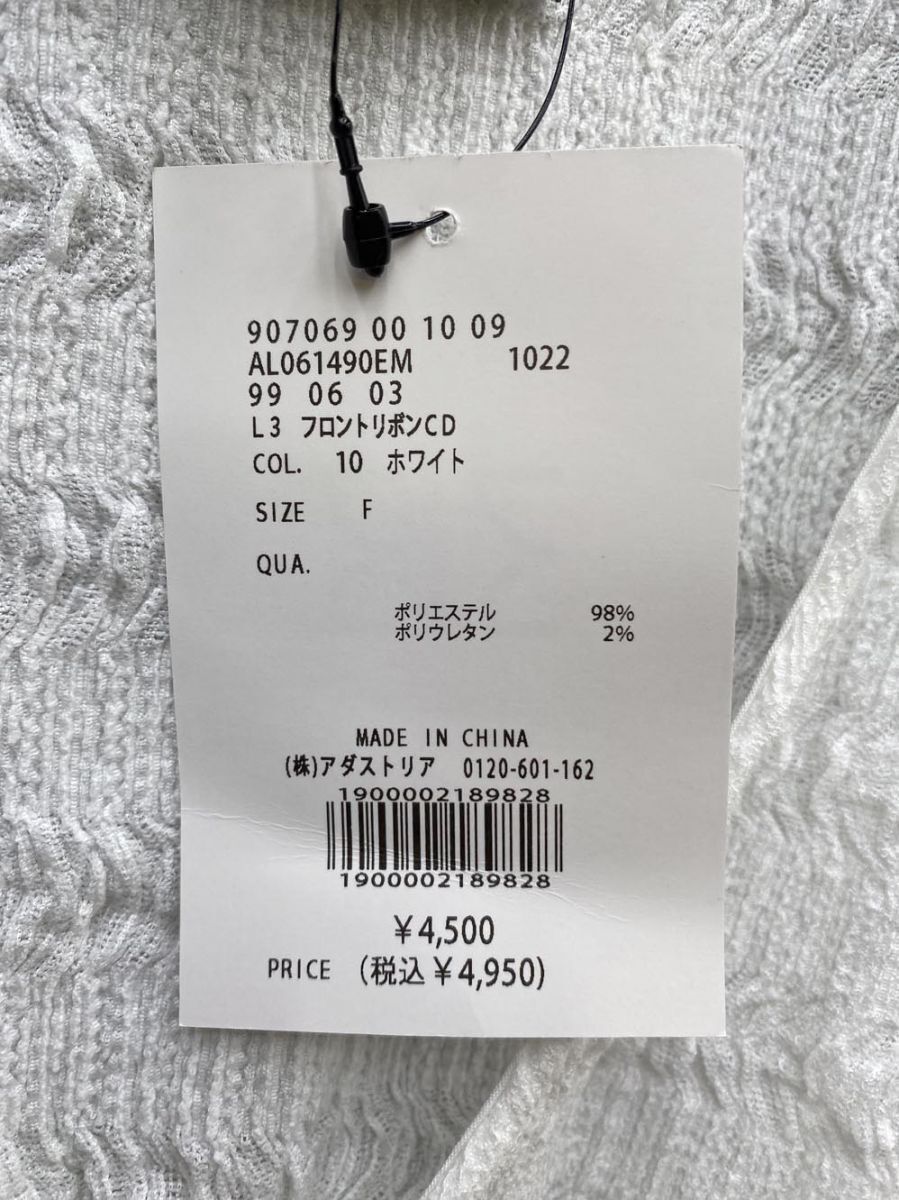 907069 00 10 09
AL061490EM 1022
99 06 03
L3 フロントリボンCD
COL. 10 ホワイト
SIZE F
QUA.
ポリエステル 98%
ポリウレタン 2%
MADE IN CHINA
(株)アダストリア 0120-601-162
1900002189828
1900002189828
¥4,500
PRICE (税込¥4,950)